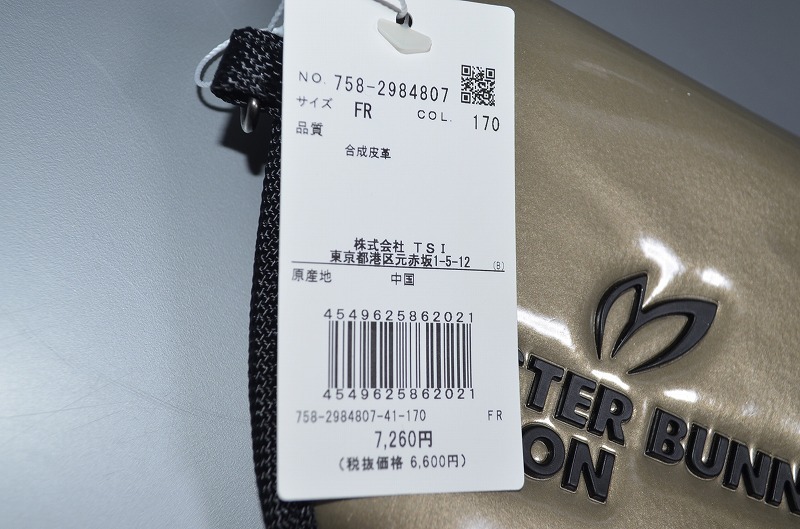 NO. 758-2984807
サイズ FR COL. 170
品質
合成皮革
株式会社 TSI
東京都港区元赤坂1-5-12 (B)
原産地 中国
4549625862021
4549625862021
758-2984807-41-170 FR
7,260円
(税抜価格 6,600円)
STER BUNN
ION